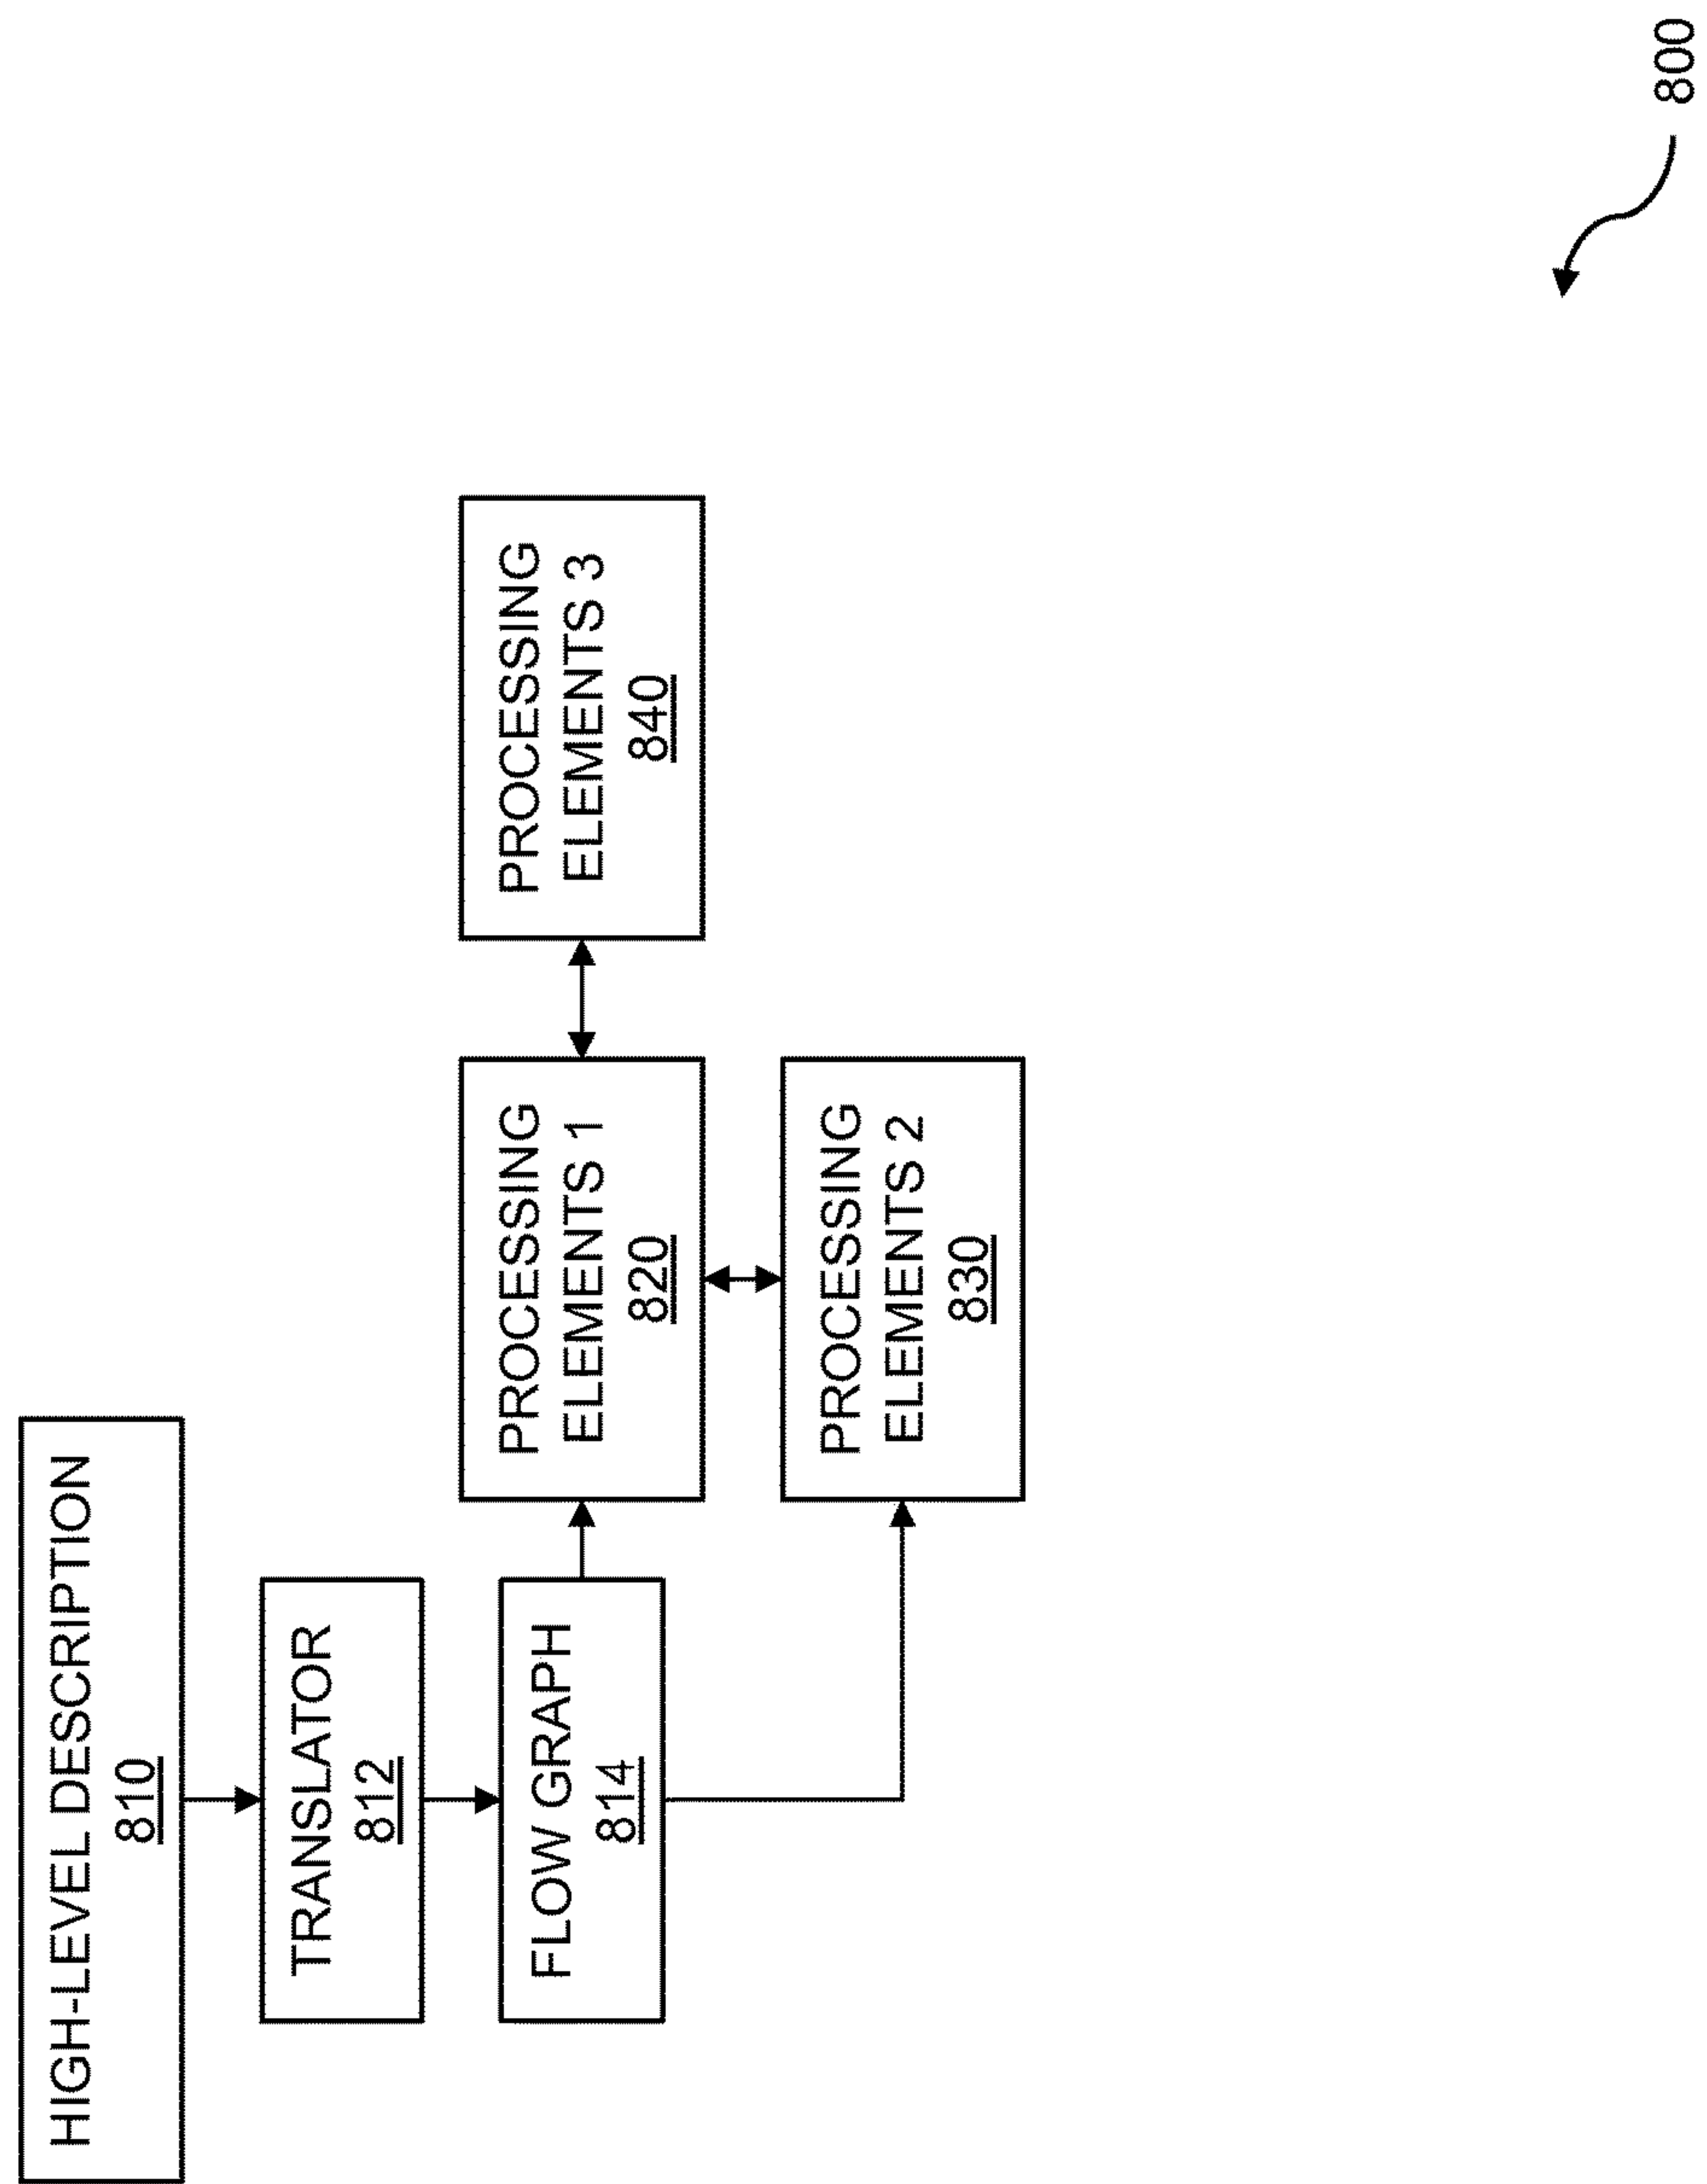 HIGH-LEVEL DESCRIPTION
810
TRANSLATOR
812
FLOW GRAPH
814
PROCESSING
ELEMENTS 1
820
PROCESSING
ELEMENTS 3
840
PROCESSING
ELEMENTS 2
830
800